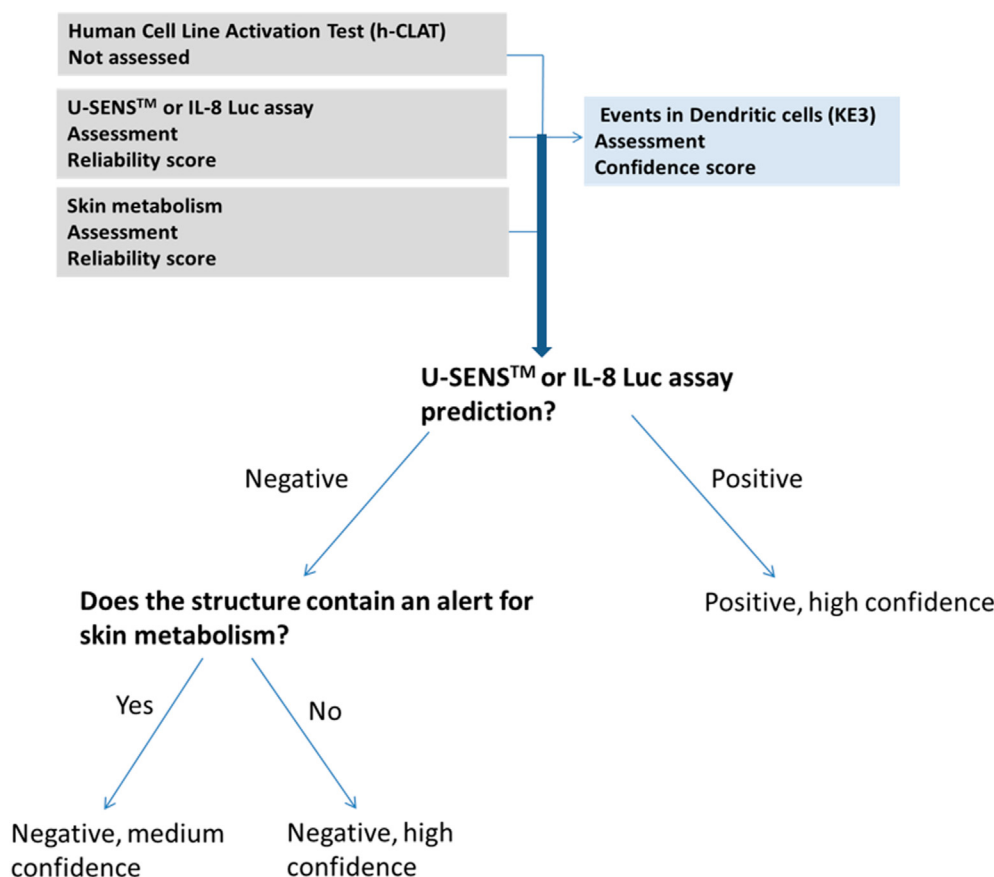 Human Cell Line Activation Test (h-CLAT)
Not assessed
U-SENS™ or IL-8 Luc assay
Assessment
Reliability score
Events in Dendritic cells (KE3)
Assessment
Confidence score
Skin metabolism
Assessment
Reliability score
U-SENS™ or IL-8 Luc assay
prediction?
Negative
Positive
Does the structure contain an alert for
skin metabolism?
Positive, high confidence
Yes
No
Negative, medium
confidence
Negative, high
confidence